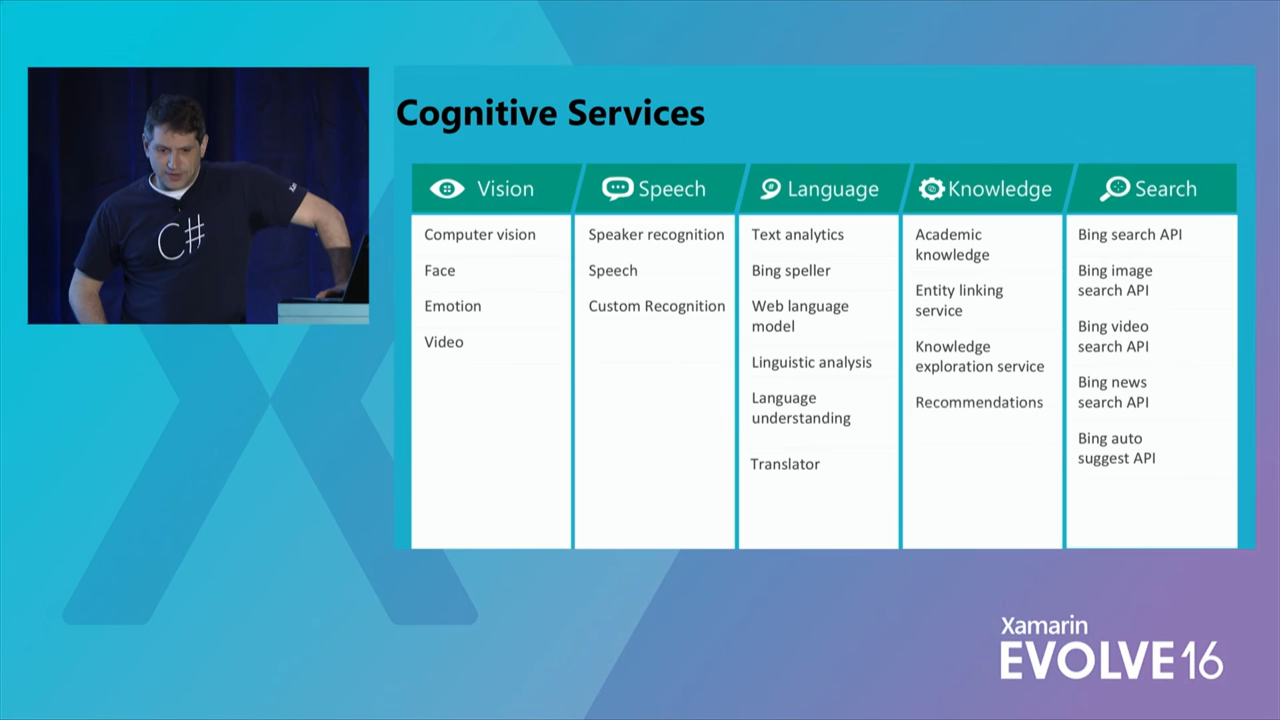 Cognitive Services
Vision
Computer vision
Face
Emotion
Video
Speech
Speaker recognition
Speech
Custom Recognition
Language
Text analytics
Bing speller
Web language
model
Linguistic analysis
Language
understanding
Translator
Knowledge
Academic
knowledge
Entity linking
service
Knowledge
exploration service
Recommendations
Search
Bing search API
Bing image
search API
Bing video
search API
Bing news
search API
Bing auto
suggest API
C#
Xamarin
EVOLVE 16